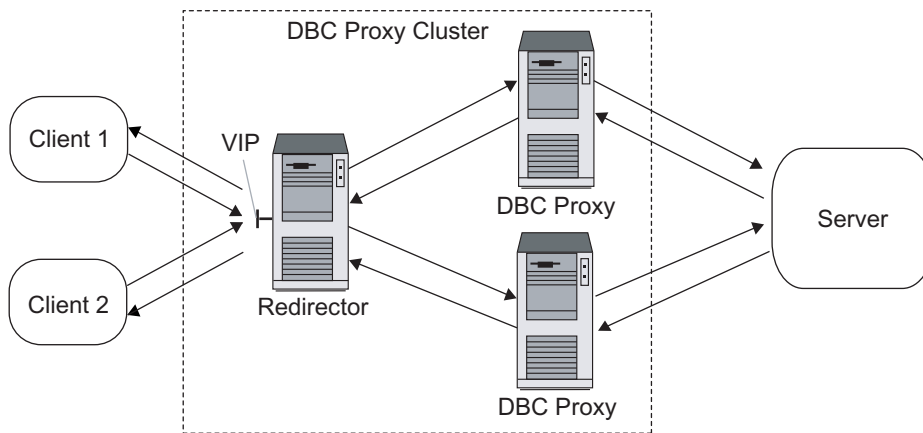 DBC Proxy Cluster
Client 1
VIP
DBC Proxy
Server
Client 2
Redirector
DBC Proxy